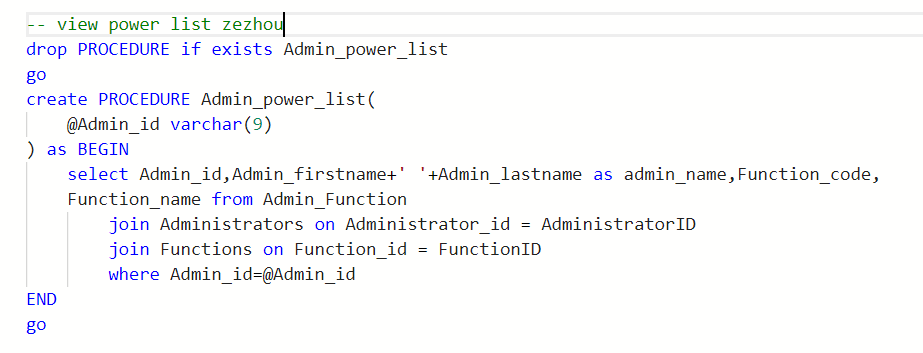 -- view power list zezhou
drop PROCEDURE if exists Admin_power_list
go
create PROCEDURE Admin_power_list(
    @Admin_id varchar(9)
) as BEGIN
    select Admin_id,Admin_firstname+' '+Admin_lastname as admin_name,Function_code,
    Function_name from Admin_Function
        join Administrators on Administrator_id = AdministratorID
        join Functions on Function_id = FunctionID
        where Admin_id=@Admin_id
END
go